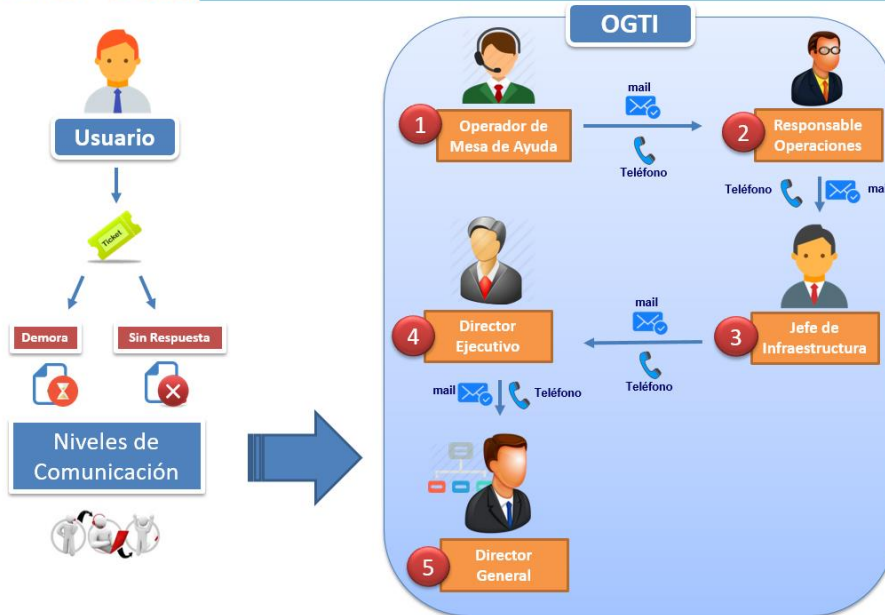 OGTI
Usuario
Ticket
Demora
Sin Respuesta
Niveles de
Comunicación
1
Operador de
Mesa de Ayuda
mail
Teléfono
2
Responsable
Operaciones
Teléfono
mail
3
Jefe de
Infraestructura
mail
Teléfono
4
Director
Ejecutivo
mail
Teléfono
5
Director
General